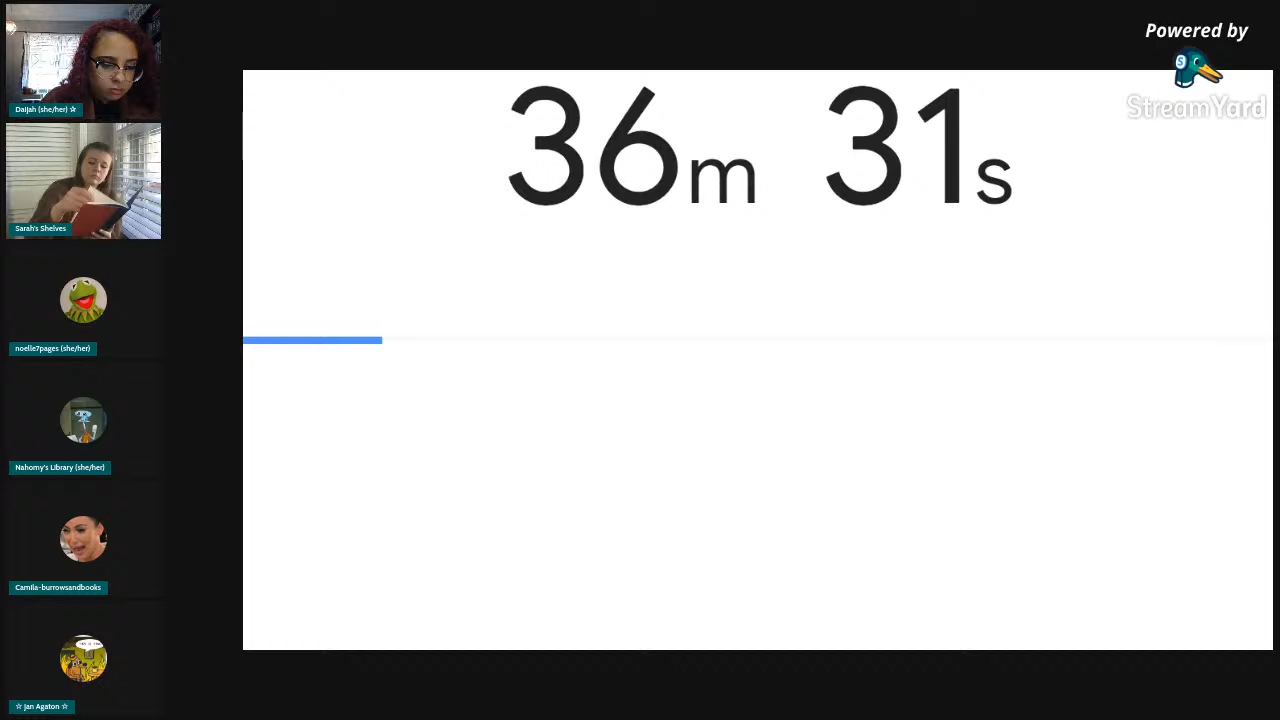 Powered by
StreamYard
36m 31s
Daijah (she/her) ☆
Sarah's Shelves
noelle7pages (she/her)
Nahomy's Library (she/her)
Camila-burrowsandbooks
☆ Jan Agaton ☆